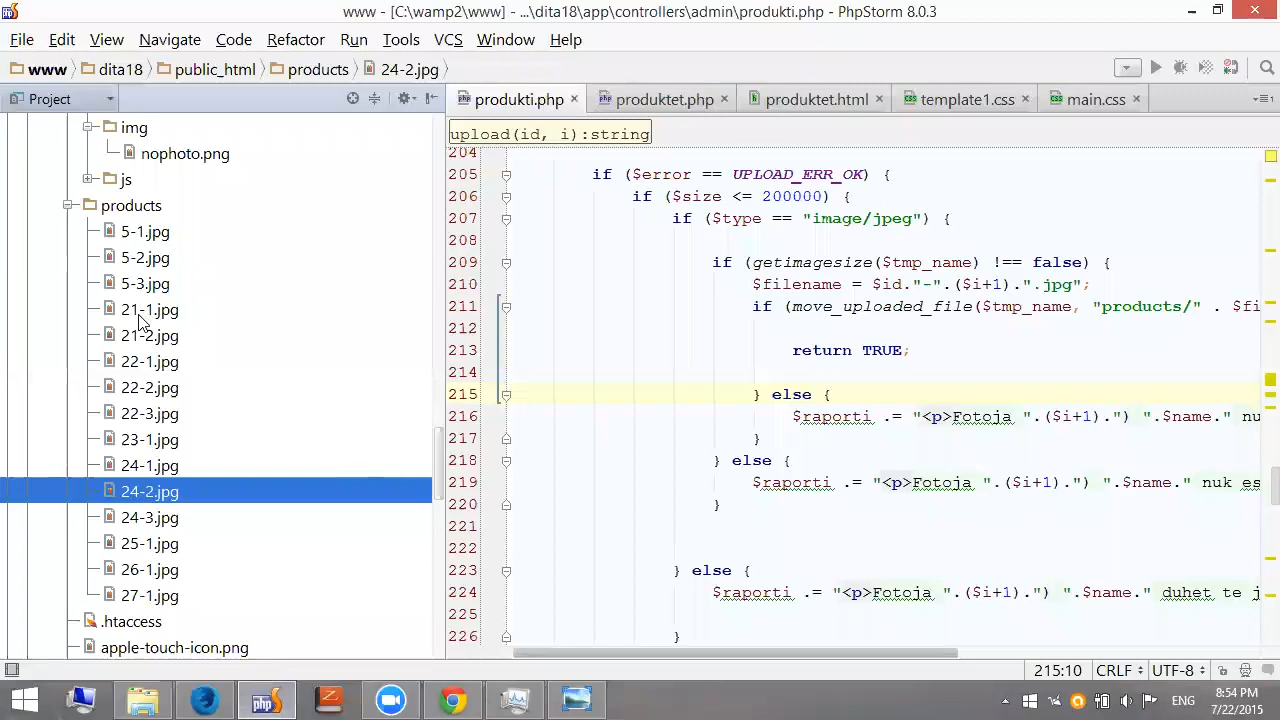 www - [C:\wamp2\www] - ...\dita18\app\controllers\admin\produkti.php - PhpStorm 8.0.3
File Edit View Navigate Code Refactor Run Tools VCS Window Help
www dita18 public_html products 24-2.jpg
Project
produkti.php produktet.php produktet.html template1.css main.css
upload(id, i):string
img
nophoto.png
js
products
5-1.jpg
5-2.jpg
5-3.jpg
21-1.jpg
21-2.jpg
22-1.jpg
22-2.jpg
22-3.jpg
23-1.jpg
24-1.jpg
24-2.jpg
24-3.jpg
25-1.jpg
26-1.jpg
27-1.jpg
.htaccess
apple-touch-icon.png
204
205 if ($error == UPLOAD_ERR_OK) {
206 if ($size <= 200000) {
207 if ($type == "image/jpeg") {
208
209 if (getimagesize($tmp_name) !== false) {
210 $filename = $id."-".($i+1).".jpg";
211 if (move_uploaded_file($tmp_name, "products/" . $fi
212
213 return TRUE;
214
215 } else {
216 $raporti .= "<p>Fotoja ".($i+1).") ".$name." nu
217 }
218 } else {
219 $raporti .= "<p>Fotoja ".($i+1).") ".$name." nuk es
220 }
221
222
223 } else {
224 $raporti .= "<p>Fotoja ".($i+1).") ".$name." duhet te j
225
226 }
215:10 CRLF UTF-8
php
ENG
8:54 PM
7/22/2015